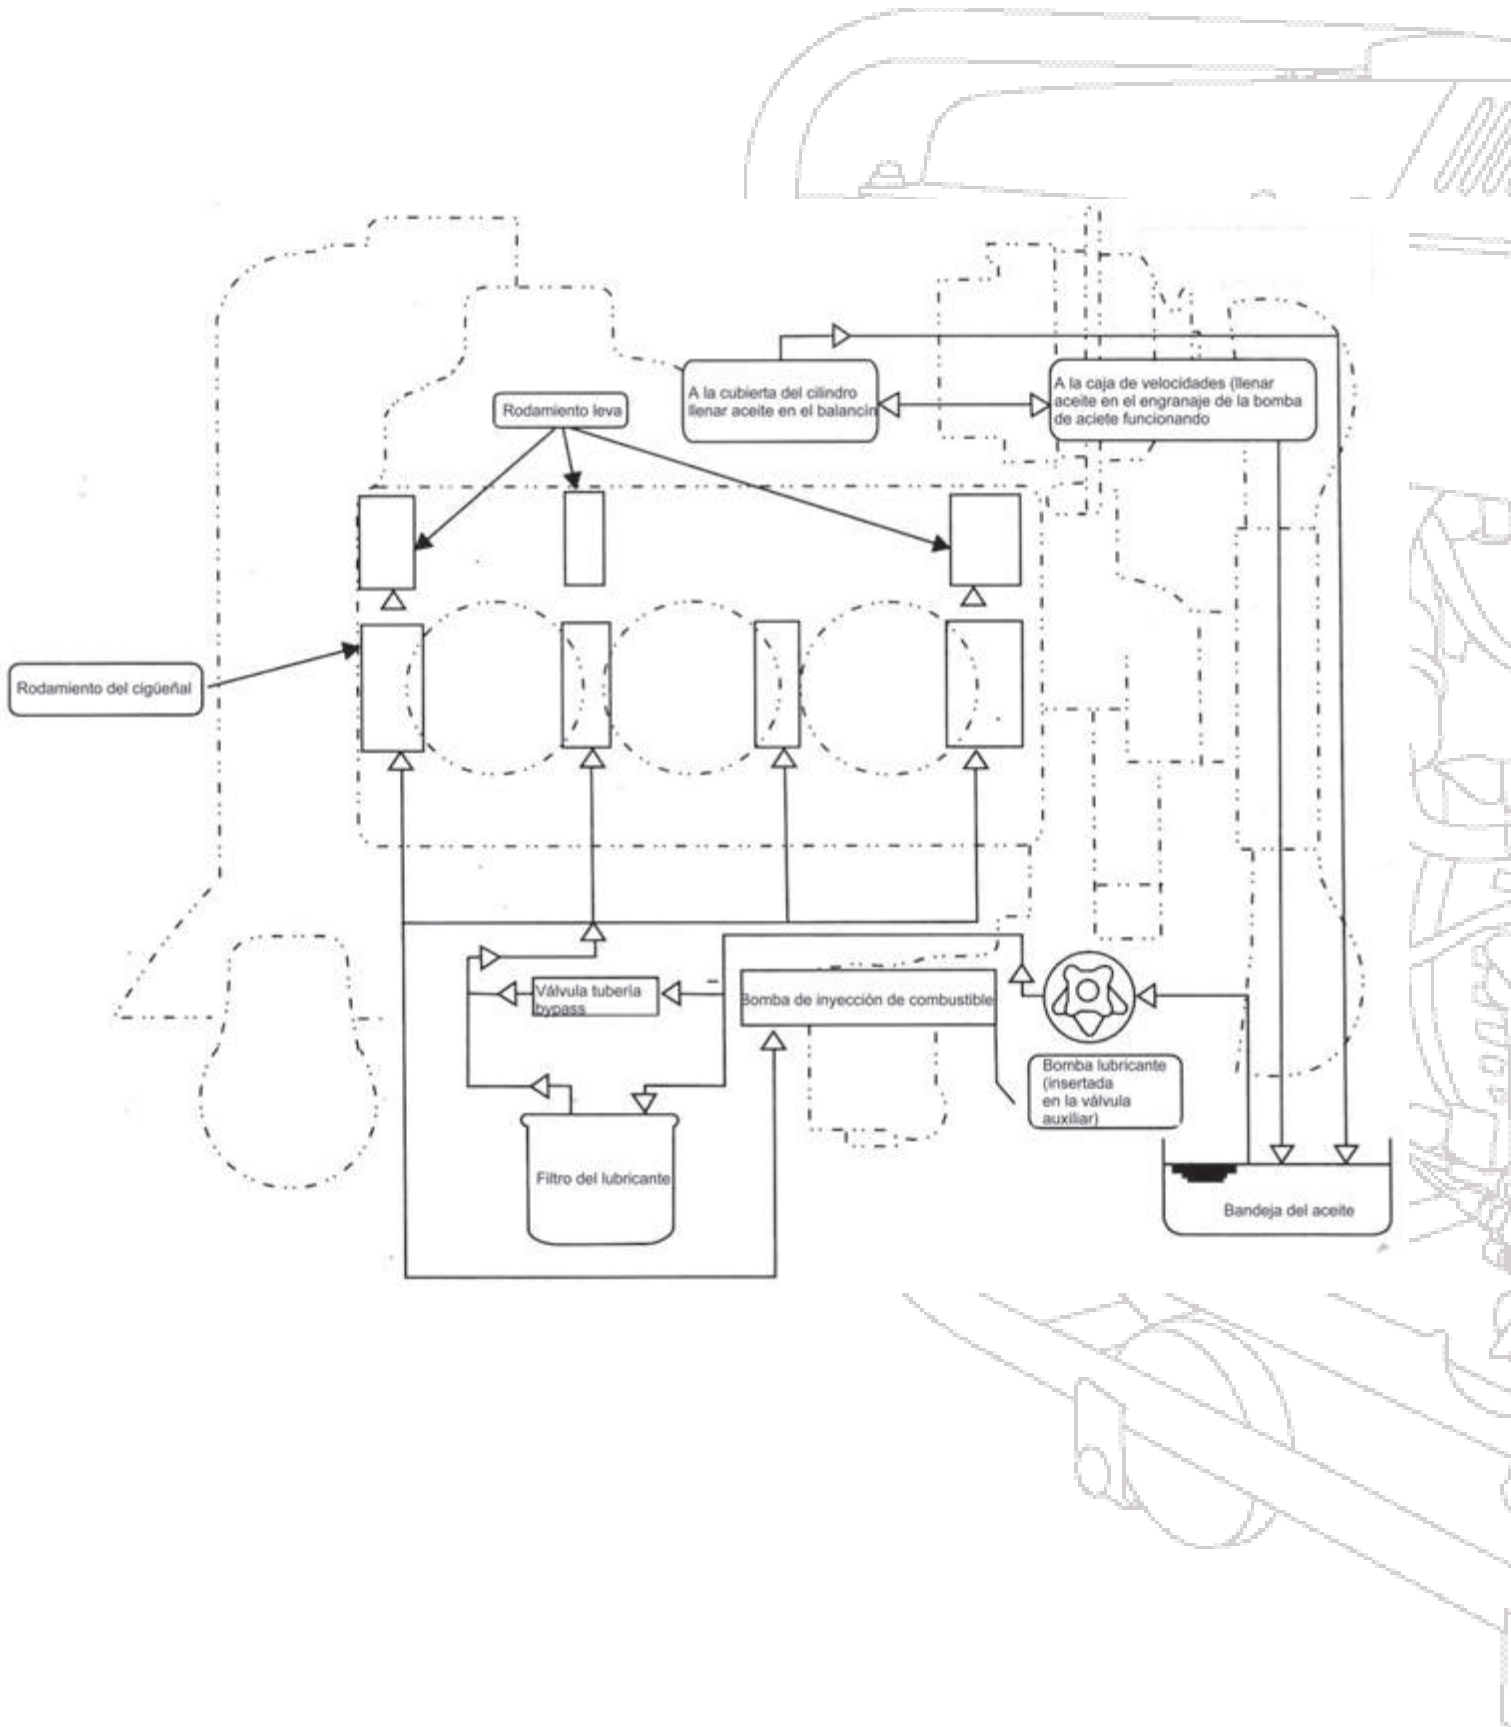 A la cubierta del cilindro
llenar aceite en el balancín
A la caja de velocidades (llenar
aceite en el engranaje de la bomba
de aciete funcionando
Rodamiento leva
Rodamiento del cigüeñal
Válvula tubería
bypass
Bomba de inyección de combustible
Bomba lubricante
(insertada
en la válvula
auxiliar)
Filtro del lubricante
Bandeja del aceite